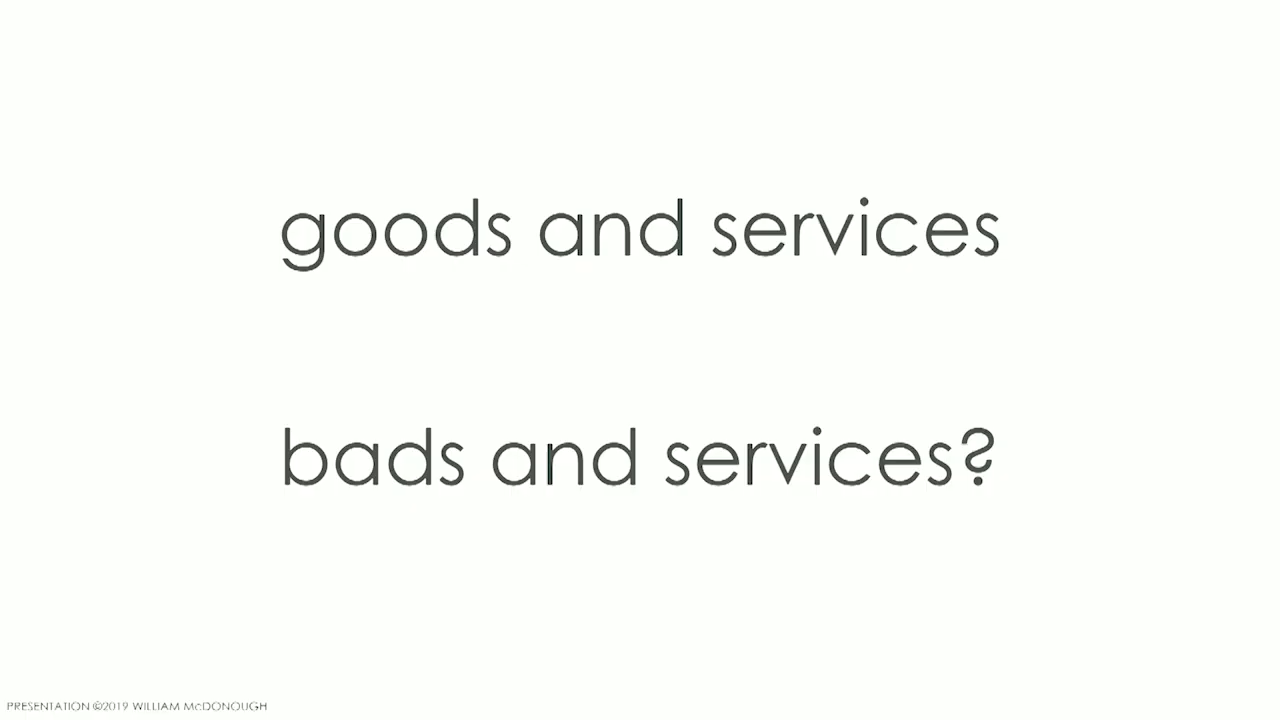 goods and services
bads and services?
PRESENTATION ©2019 WILLIAM McDONOUGH